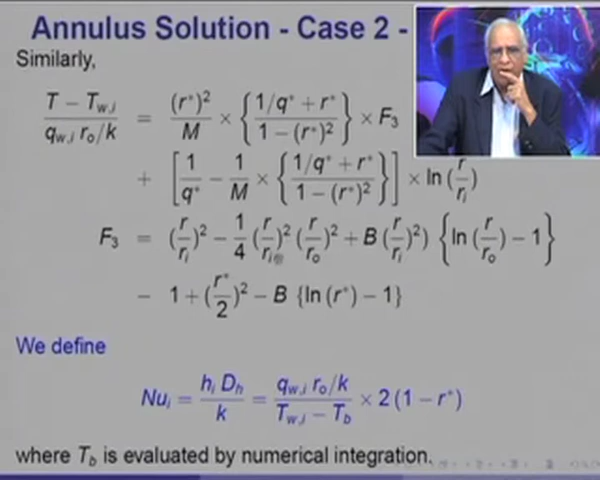 Annulus Solution - Case 2 -
Similarly,
(T − T_{w,i}) / (q_{w,i} r_o/k) = (r*)²/M × {(1/q* + r*) / (1 − (r*)²)} × F₃
+ [1/q* − 1/M × {(1/q* + r*) / (1 − (r*)²)}] × ln (r/r_i)
F₃ = (r/r_i)² − 1/4 (r/r_i)² (r/r_o)² + B (r/r_i)²) {ln (r/r_o) − 1}
− 1 + (r*/2)² − B {ln (r*) − 1}
We define
Nu_i = h_i D_h / k = (q_{w,i} r_o/k) / (T_{w,i} − T_b) × 2 (1 − r*)
where T_b is evaluated by numerical integration.